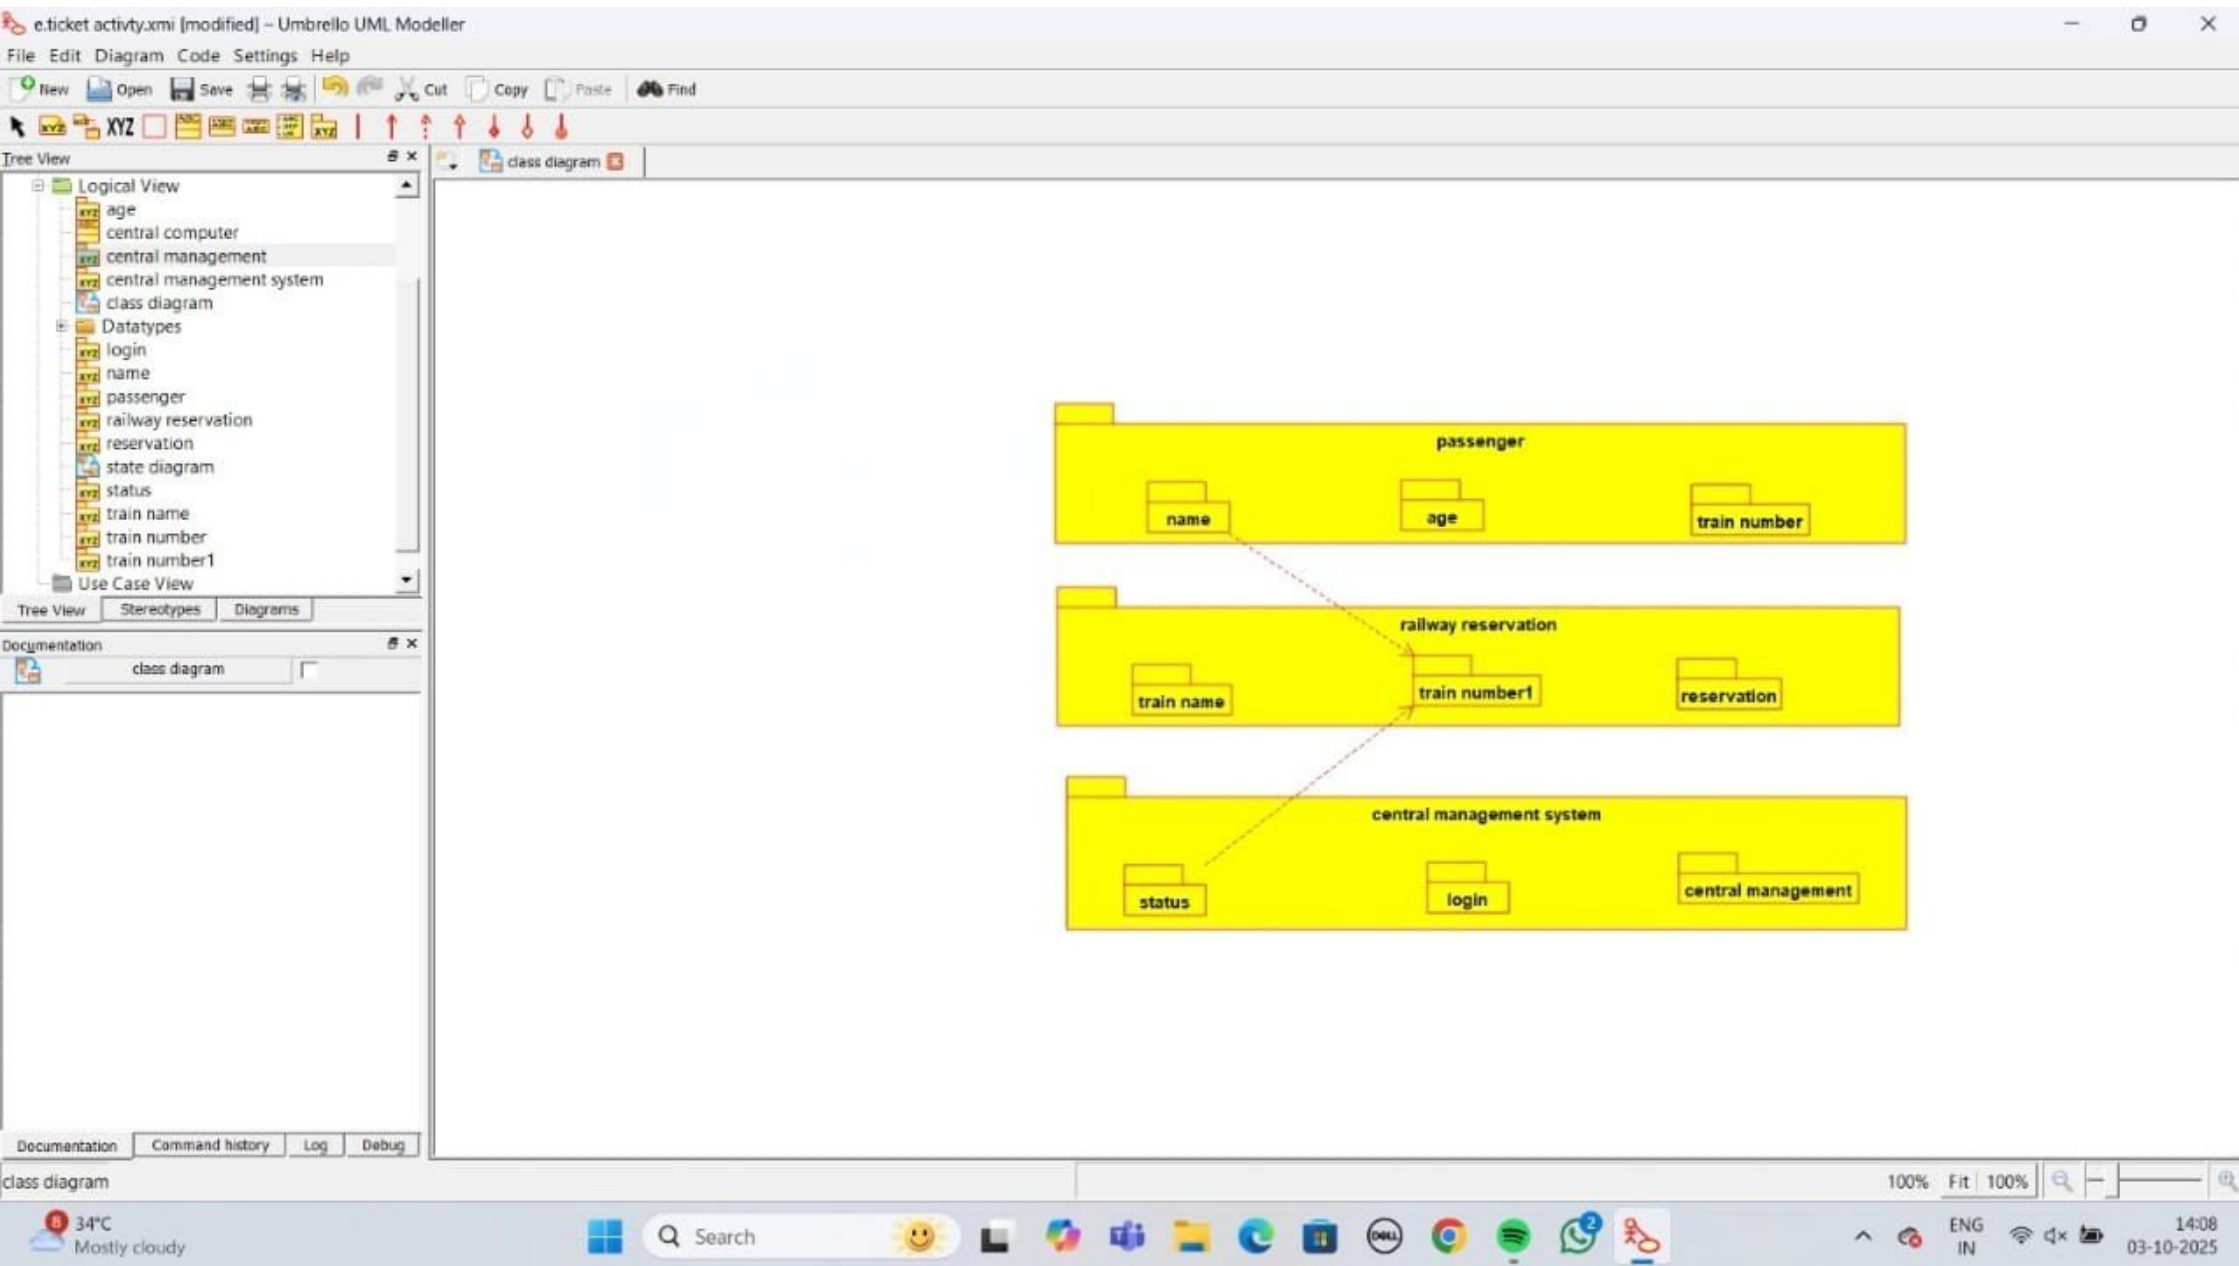 e.ticket activty.xmi [modified] – Umbrello UML Modeller
File Edit Diagram Code Settings Help
New Open Save Cut Copy Paste Find
XYZ
Tree View
class diagram
Logical View
age
central computer
central management
central management system
class diagram
Datatypes
login
name
passenger
railway reservation
reservation
state diagram
status
train name
train number
train number1
Use Case View
Tree View Stereotypes Diagrams
Documentation
class diagram
passenger
name age train number
railway reservation
train name train number1 reservation
central management system
status login central management
Documentation Command history Log Debug
class diagram
100% Fit 100%
8
34°C
Mostly cloudy
Search
DELL
2
ENG
IN
14:08
03-10-2025